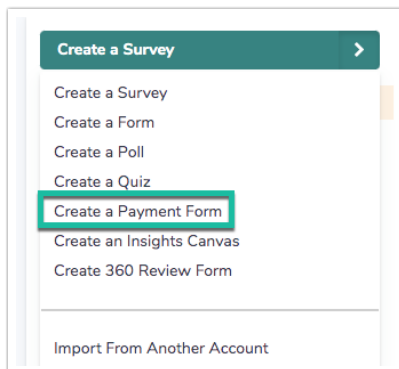 Create a Survey
Create a Survey
Create a Form
Create a Poll
Create a Quiz
Create a Payment Form
Create an Insights Canvas
Create 360 Review Form
Import From Another Account